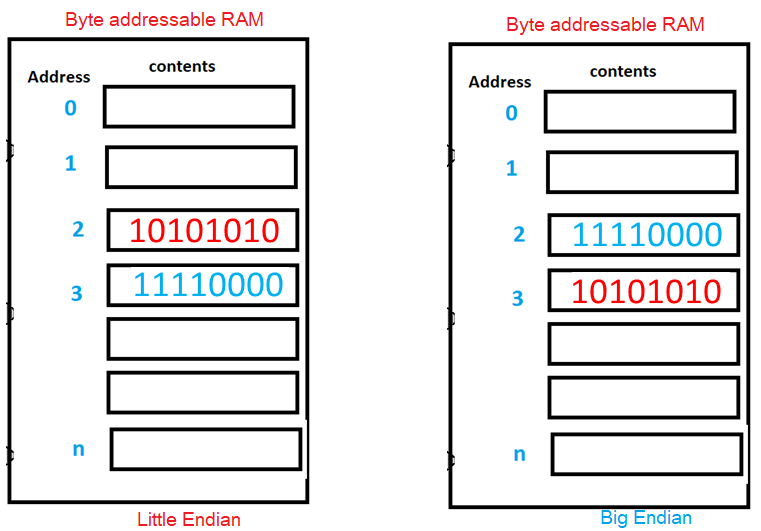 Byte addressable RAM
Address contents
0
1
2 10101010
3 11110000
n
Little Endian
Byte addressable RAM
Address contents
0
1
2 11110000
3 10101010
n
Big Endian